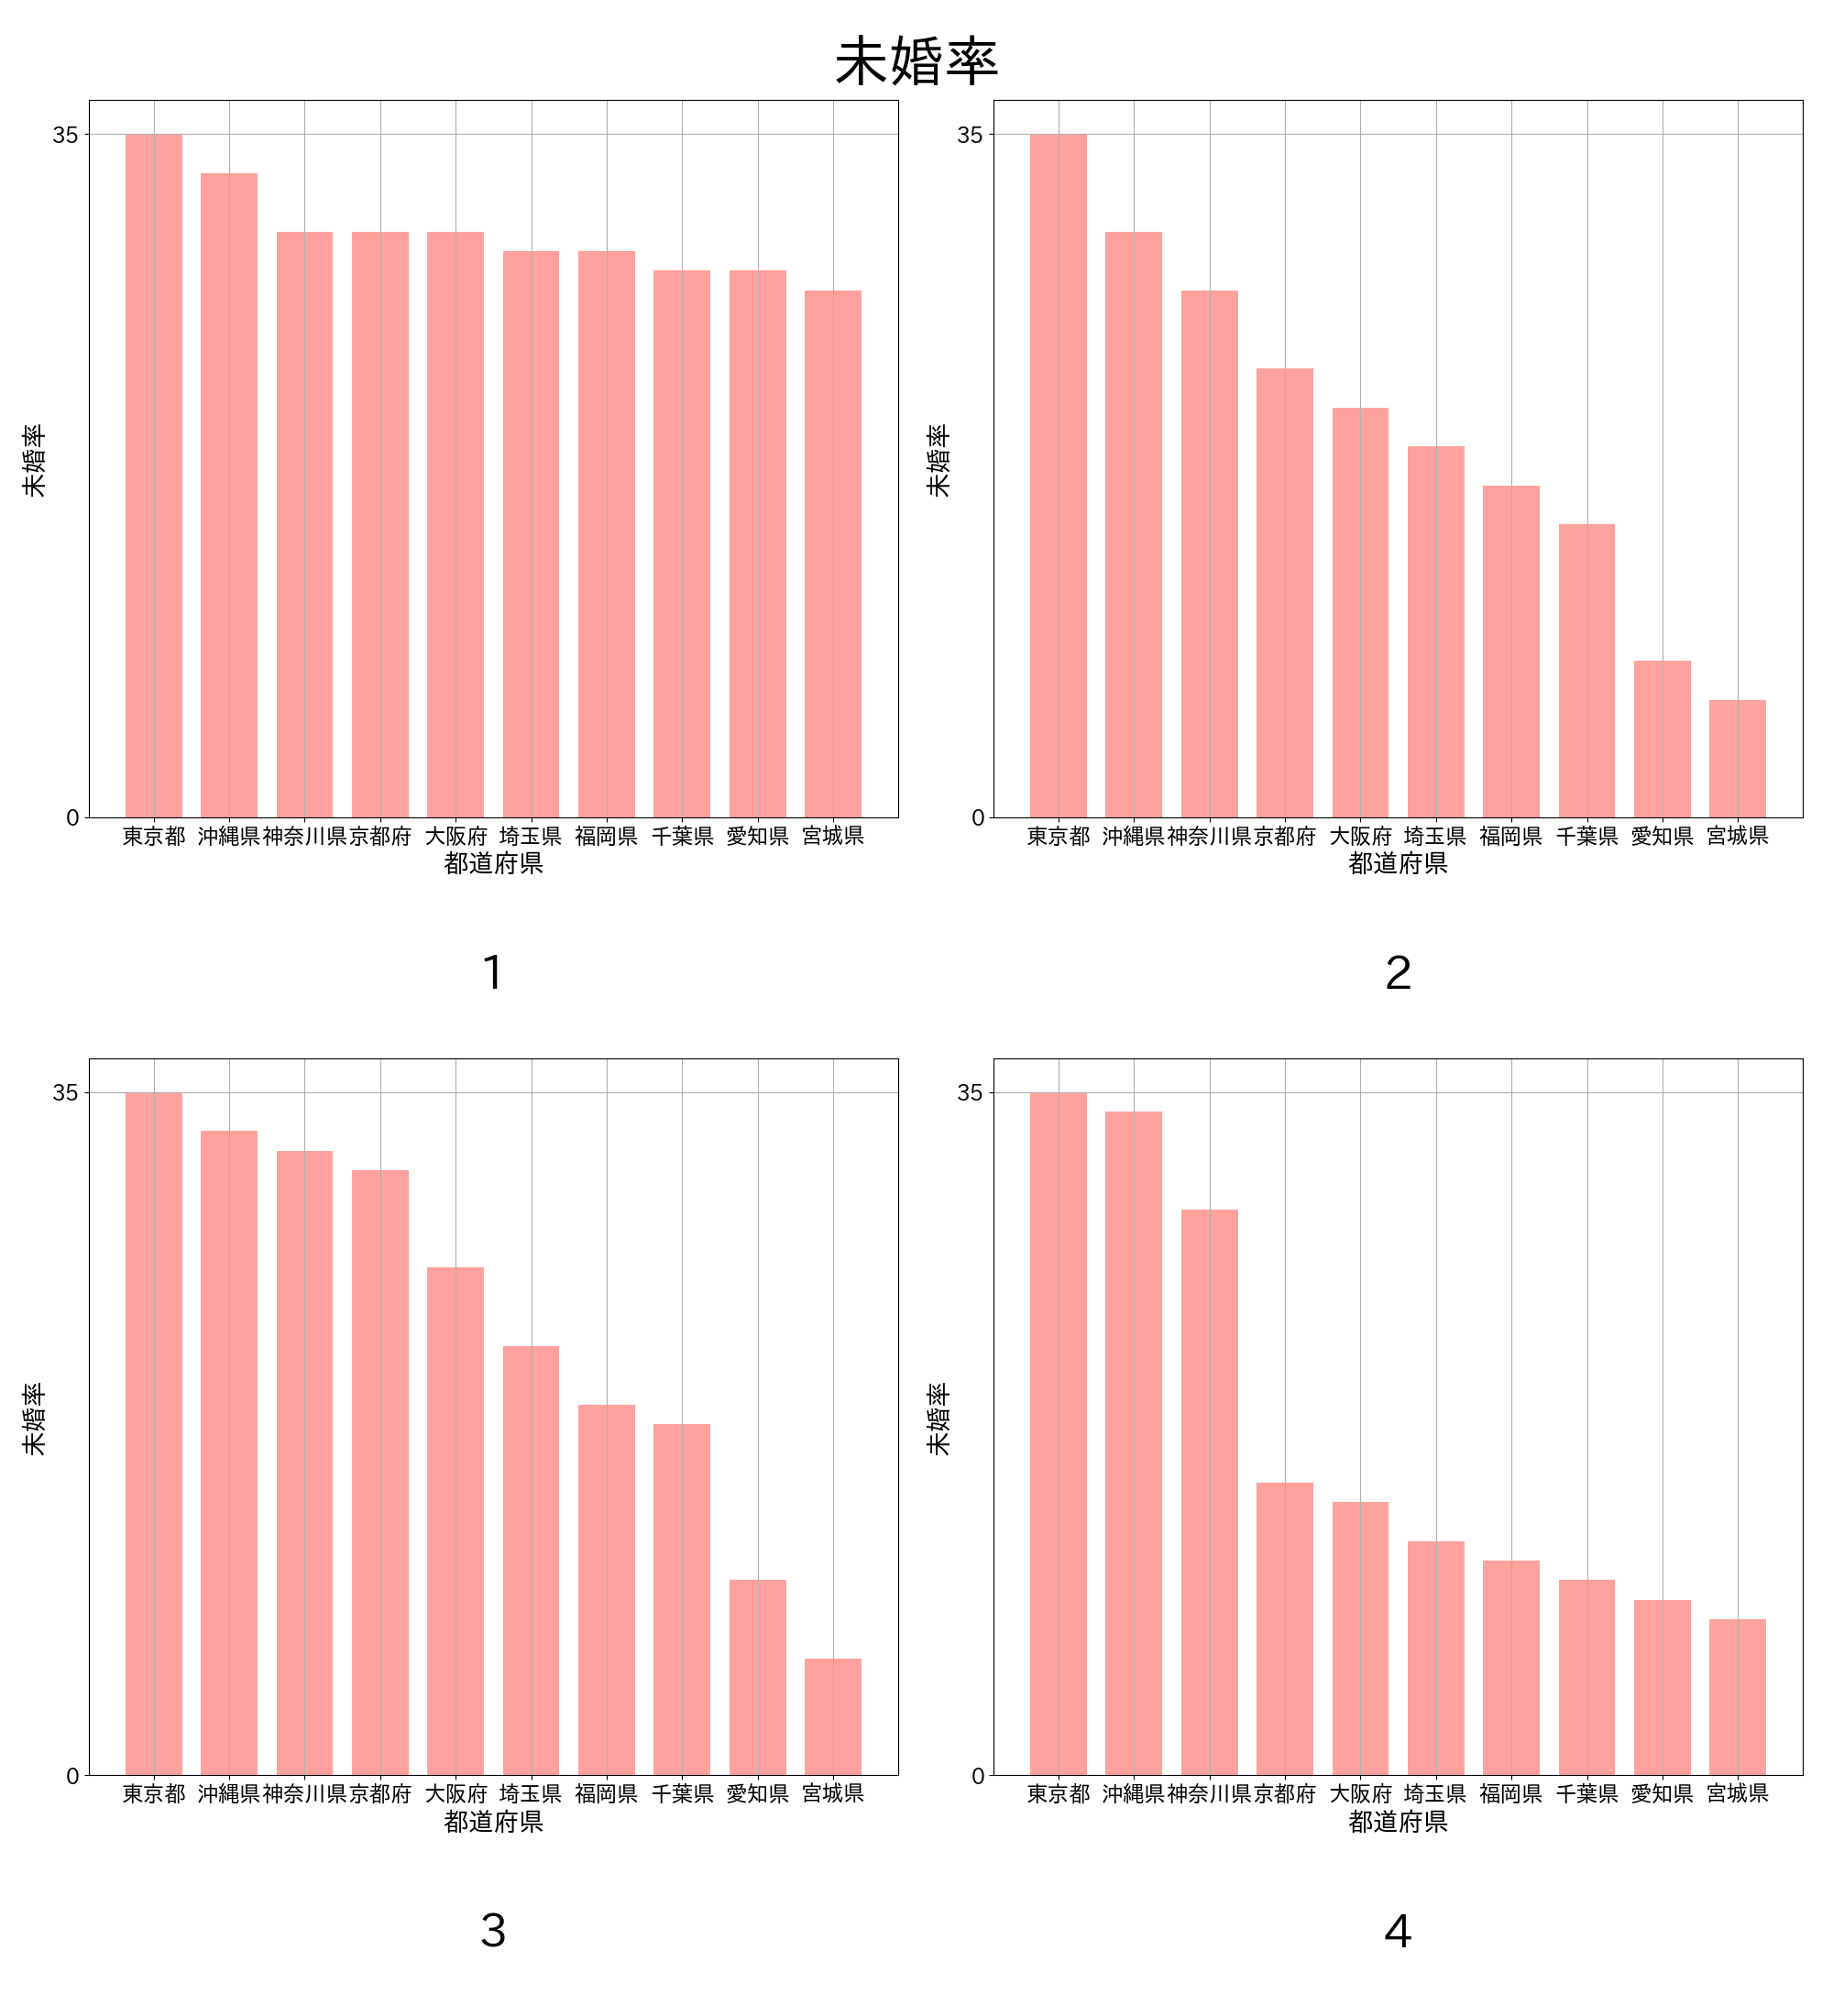 未婚率
35
0
未婚率
東京都 沖縄県 神奈川県 京都府 大阪府 埼玉県 福岡県 千葉県 愛知県 宮城県
都道府県
1
35
0
未婚率
東京都 沖縄県 神奈川県 京都府 大阪府 埼玉県 福岡県 千葉県 愛知県 宮城県
都道府県
2
35
0
未婚率
東京都 沖縄県 神奈川県 京都府 大阪府 埼玉県 福岡県 千葉県 愛知県 宮城県
都道府県
3
35
0
未婚率
東京都 沖縄県 神奈川県 京都府 大阪府 埼玉県 福岡県 千葉県 愛知県 宮城県
都道府県
4